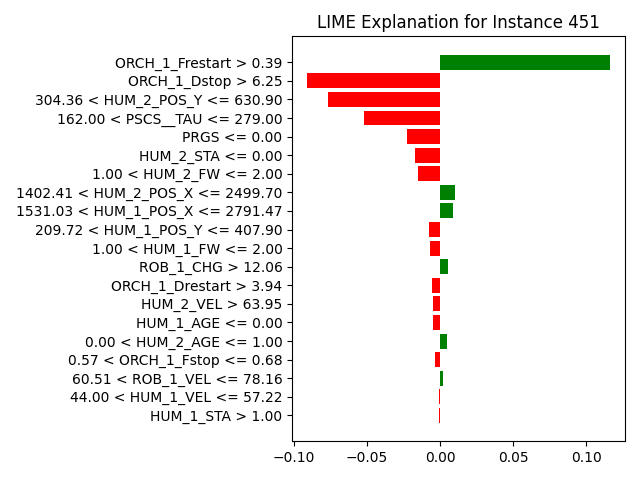 LIME Explanation for Instance 451
ORCH_1_Frestart > 0.39
ORCH_1_Dstop > 6.25
304.36 < HUM_2_POS_Y <= 630.90
162.00 < PSCS__TAU <= 279.00
PRGS <= 0.00
HUM_2_STA <= 0.00
1.00 < HUM_2_FW <= 2.00
1402.41 < HUM_2_POS_X <= 2499.70
1531.03 < HUM_1_POS_X <= 2791.47
209.72 < HUM_1_POS_Y <= 407.90
1.00 < HUM_1_FW <= 2.00
ROB_1_CHG > 12.06
ORCH_1_Drestart > 3.94
HUM_2_VEL > 63.95
HUM_1_AGE <= 0.00
0.00 < HUM_2_AGE <= 1.00
0.57 < ORCH_1_Fstop <= 0.68
60.51 < ROB_1_VEL <= 78.16
44.00 < HUM_1_VEL <= 57.22
HUM_1_STA > 1.00
−0.10 −0.05 0.00 0.05 0.10